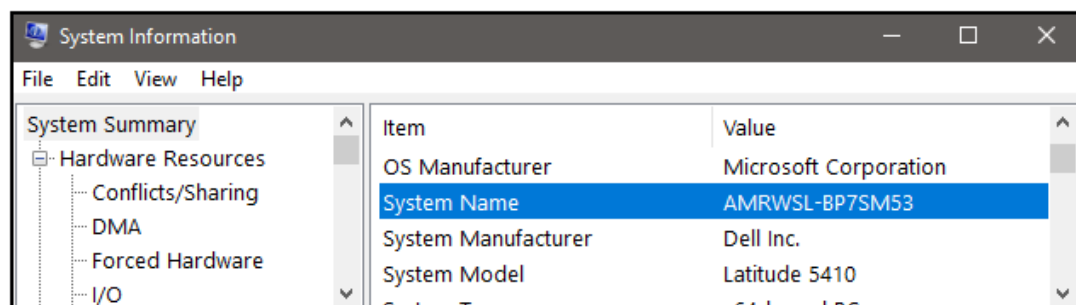 System Information
File Edit View Help
System Summary
Hardware Resources
Conflicts/Sharing
DMA
Forced Hardware
I/O
Item Value
OS Manufacturer Microsoft Corporation
System Name AMRWSL-BP7SM53
System Manufacturer Dell Inc.
System Model Latitude 5410